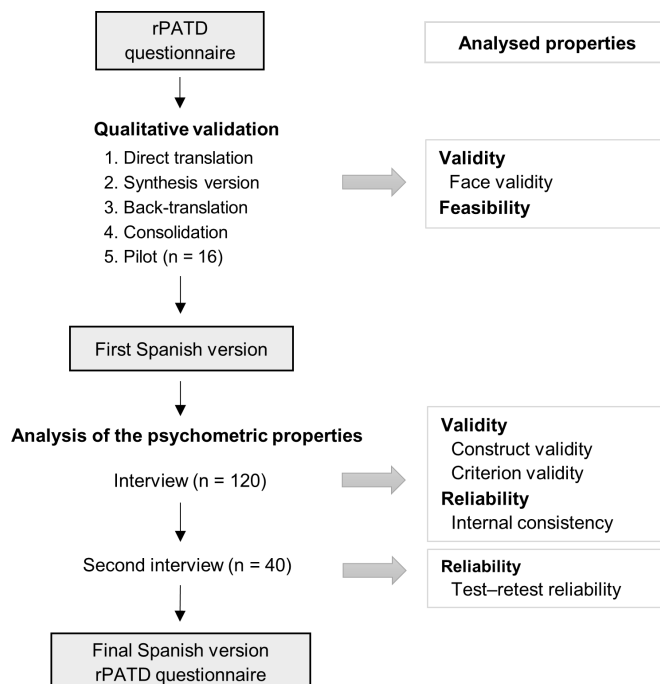 rPATD
questionnaire
Analysed properties
Qualitative validation
1. Direct translation
2. Synthesis version
3. Back-translation
4. Consolidation
5. Pilot (n = 16)
Validity
Face validity
Feasibility
First Spanish version
Analysis of the psychometric properties
Interview (n = 120)
Validity
Construct validity
Criterion validity
Reliability
Internal consistency
Second interview (n = 40)
Reliability
Test–retest reliability
Final Spanish version
rPATD questionnaire